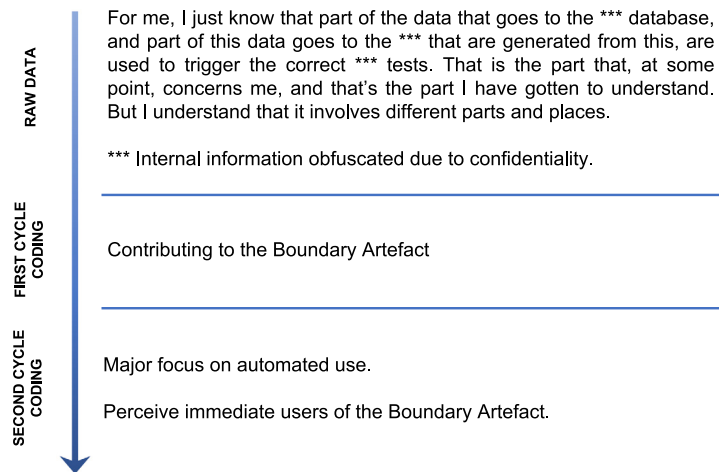 RAW DATA
For me, I just know that part of the data that goes to the *** database,
and part of this data goes to the *** that are generated from this, are
used to trigger the correct *** tests. That is the part that, at some
point, concerns me, and that's the part I have gotten to understand.
But I understand that it involves different parts and places.
*** Internal information obfuscated due to confidentiality.
FIRST CYCLE
CODING
Contributing to the Boundary Artefact
SECOND CYCLE
CODING
Major focus on automated use.
Perceive immediate users of the Boundary Artefact.